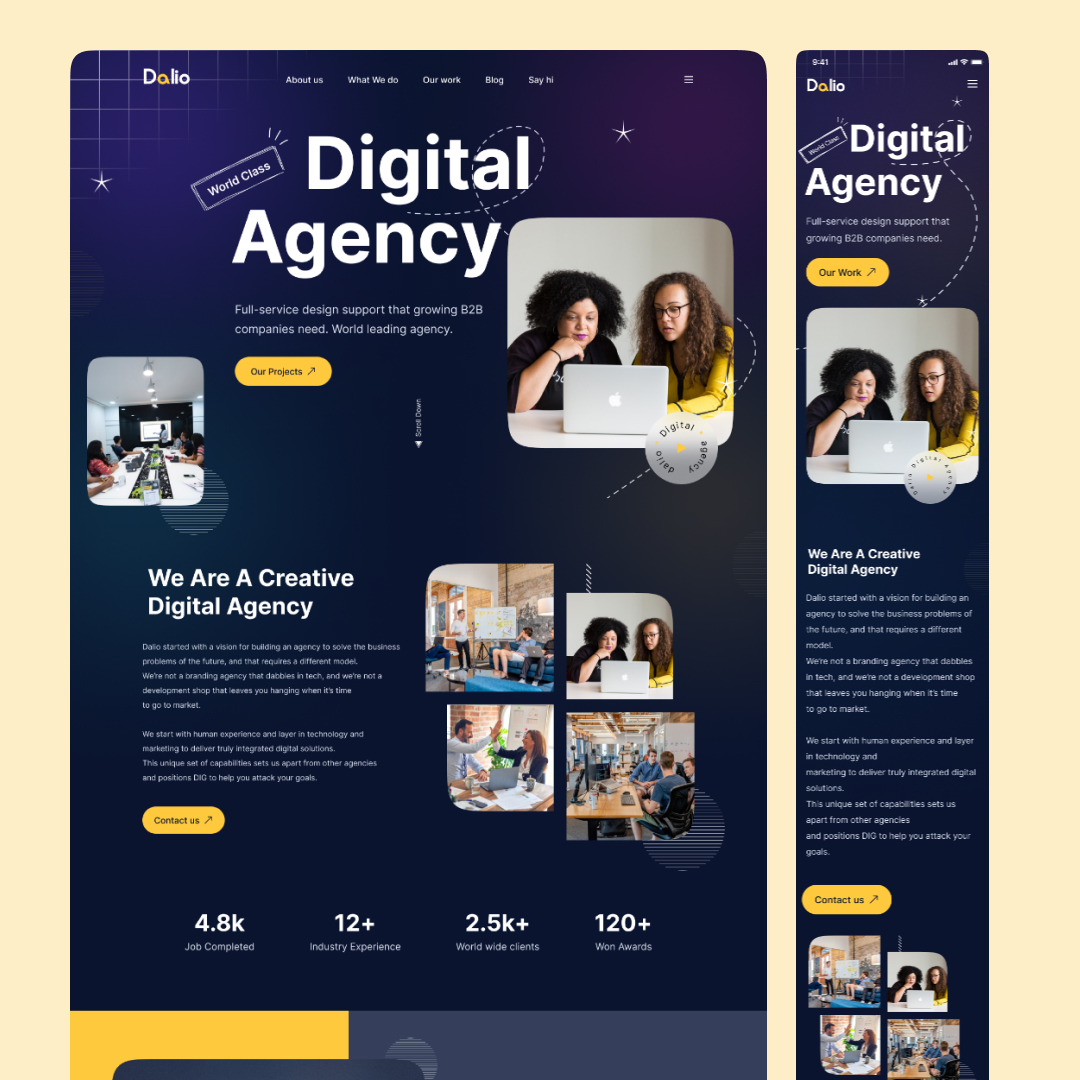 Dalio
About us What We do Our work Blog Say hi
World Class
Digital
Agency
Full-service design support that growing B2B
companies need. World leading agency.
Our Projects
Scroll Down
Digital agency dalio
We Are A Creative
Digital Agency
Dalio started with a vision for building an agency to solve the business
problems of the future, and that requires a different model.
We're not a branding agency that dabbles in tech, and we're not a
development shop that leaves you hanging when it's time
to go to market.
We start with human experience and layer in technology and
marketing to deliver truly integrated digital solutions.
This unique set of capabilities sets us apart from other agencies
and positions DIG to help you attack your goals.
Contact us
4.8k 12+ 2.5k+ 120+
Job Completed Industry Experience World wide clients Won Awards
9:41
Dalio
World Class
Digital
Agency
Full-service design support that
growing B2B companies need.
Our Work
Dalio Digital Agency
We Are A Creative
Digital Agency
Dalio started with a vision for building an
agency to solve the business problems of
the future, and that requires a different
model.
We're not a branding agency that dabbles
in tech, and we're not a development shop
that leaves you hanging when it's time
to go to market.
We start with human experience and layer
in technology and
marketing to deliver truly integrated digital
solutions.
This unique set of capabilities sets us
apart from other agencies
and positions DIG to help you attack your
goals.
Contact us